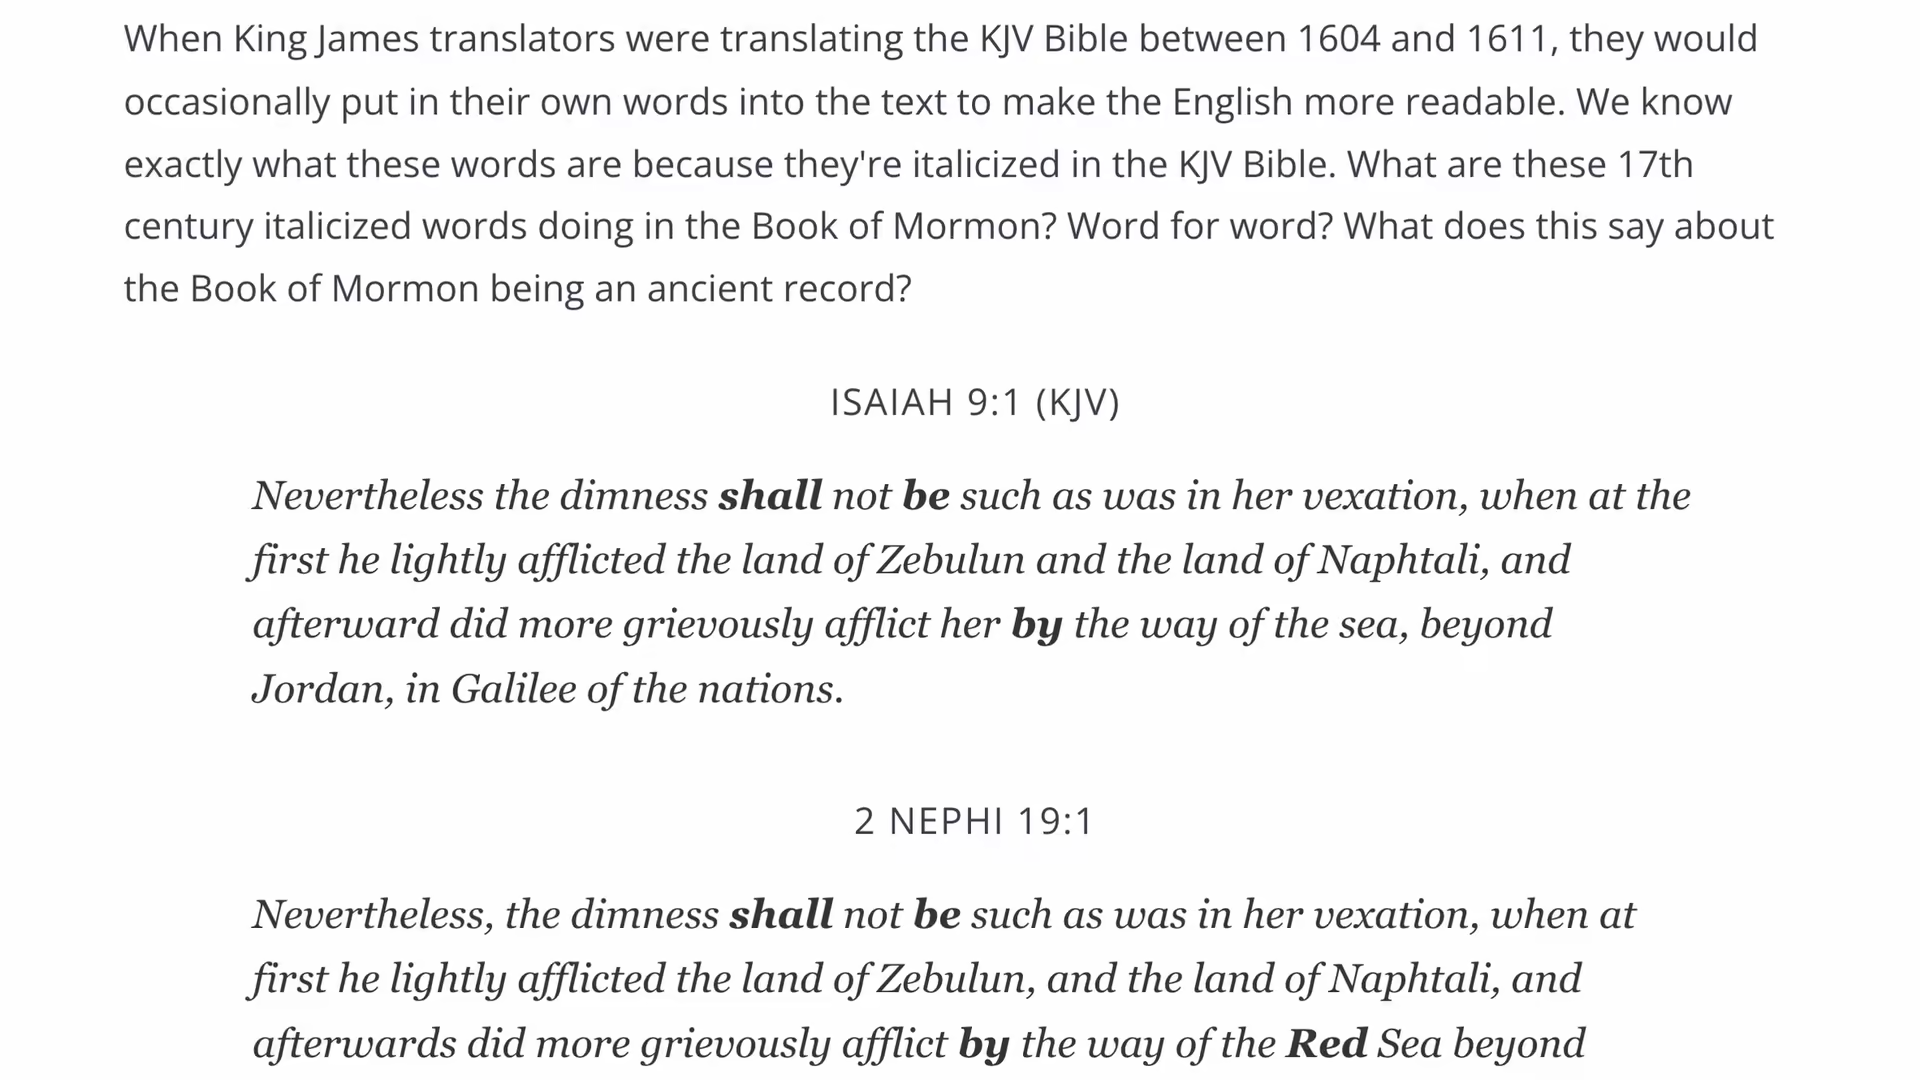 When King James translators were translating the KJV Bible between 1604 and 1611, they would
occasionally put in their own words into the text to make the English more readable. We know
exactly what these words are because they're italicized in the KJV Bible. What are these 17th
century italicized words doing in the Book of Mormon? Word for word? What does this say about
the Book of Mormon being an ancient record?
ISAIAH 9:1 (KJV)
Nevertheless the dimness shall not be such as was in her vexation, when at the
first he lightly afflicted the land of Zebulun and the land of Naphtali, and
afterward did more grievously afflict her by the way of the sea, beyond
Jordan, in Galilee of the nations.
2 NEPHI 19:1
Nevertheless, the dimness shall not be such as was in her vexation, when at
first he lightly afflicted the land of Zebulun, and the land of Naphtali, and
afterwards did more grievously afflict by the way of the Red Sea beyond